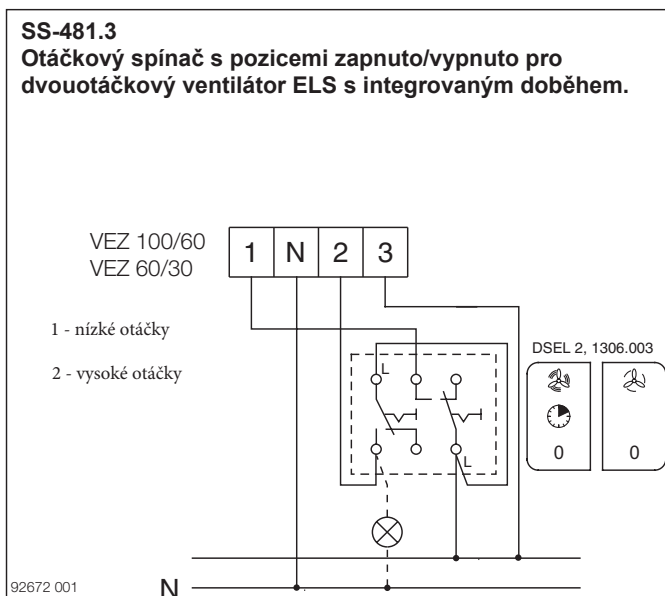 SS-481.3
Otáčkový spínač s pozicemi zapnuto/vypnuto pro
dvouotáčkový ventilátor ELS s integrovaným doběhem.
VEZ 100/60
VEZ 60/30
1 N 2 3
1 - nízké otáčky
2 - vysoké otáčky
DSEL 2, 1306.003
L
0 0
L
92672 001
N